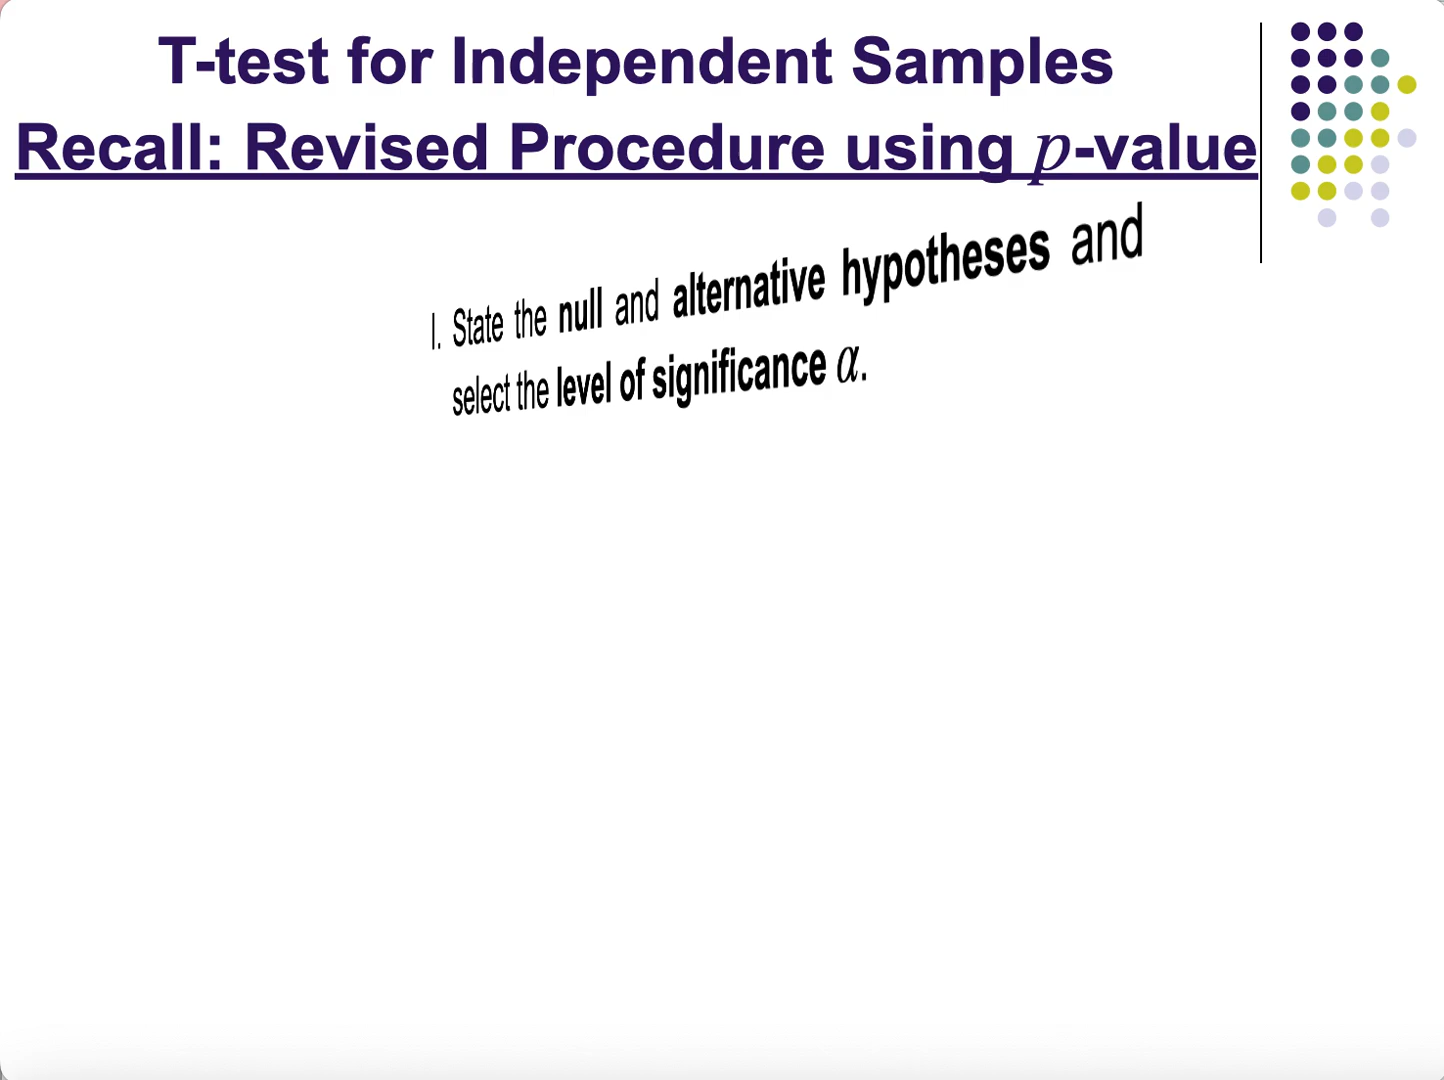 T-test for Independent Samples
Recall: Revised Procedure using p-value
I. State the null and alternative hypotheses and
select the level of significance α.